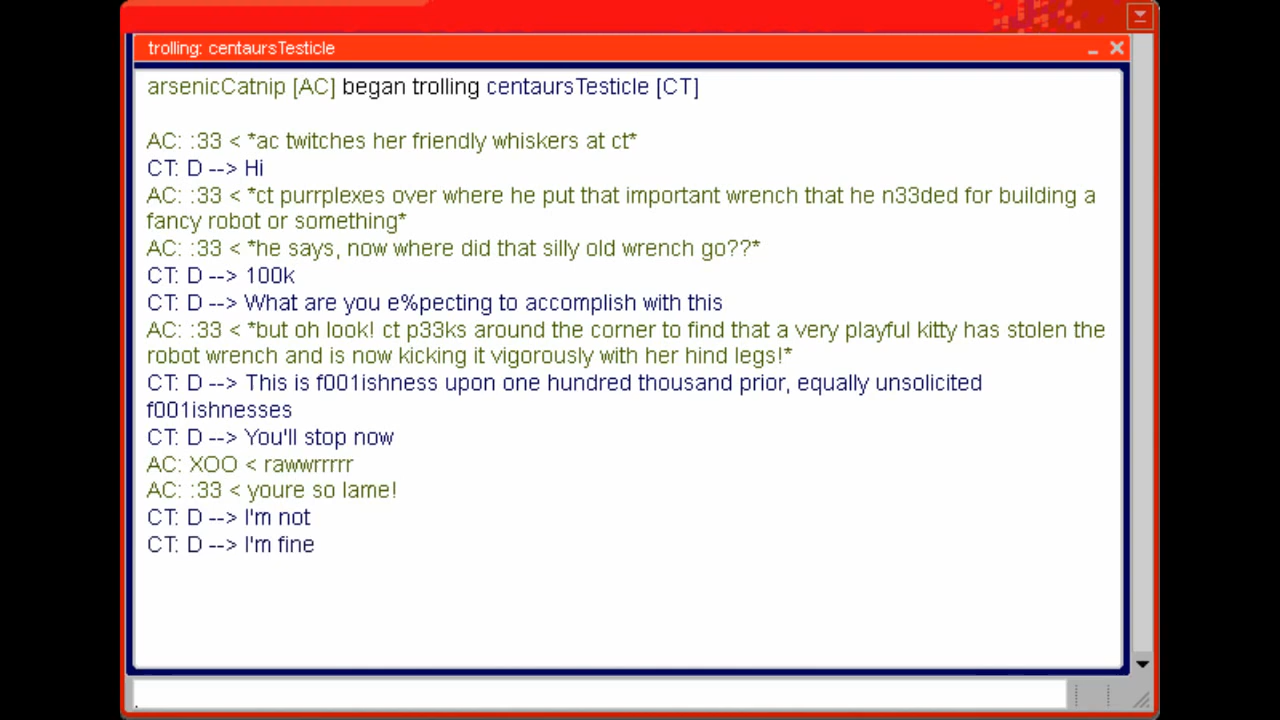 trolling: centaursTesticle
arsenicCatnip [AC] began trolling centaursTesticle [CT]
AC: :33 < *ac twitches her friendly whiskers at ct*
CT: D --> Hi
AC: :33 < *ct purrplexes over where he put that important wrench that he n33ded for building a
fancy robot or something*
AC: :33 < *he says, now where did that silly old wrench go??*
CT: D --> 100k
CT: D --> What are you e%pecting to accomplish with this
AC: :33 < *but oh look! ct p33ks around the corner to find that a very playful kitty has stolen the
robot wrench and is now kicking it vigorously with her hind legs!*
CT: D --> This is f001ishness upon one hundred thousand prior, equally unsolicited
f001ishnesses
CT: D --> You'll stop now
AC: XOO < rawwrrrrr
AC: :33 < youre so lame!
CT: D --> I'm not
CT: D --> I'm fine